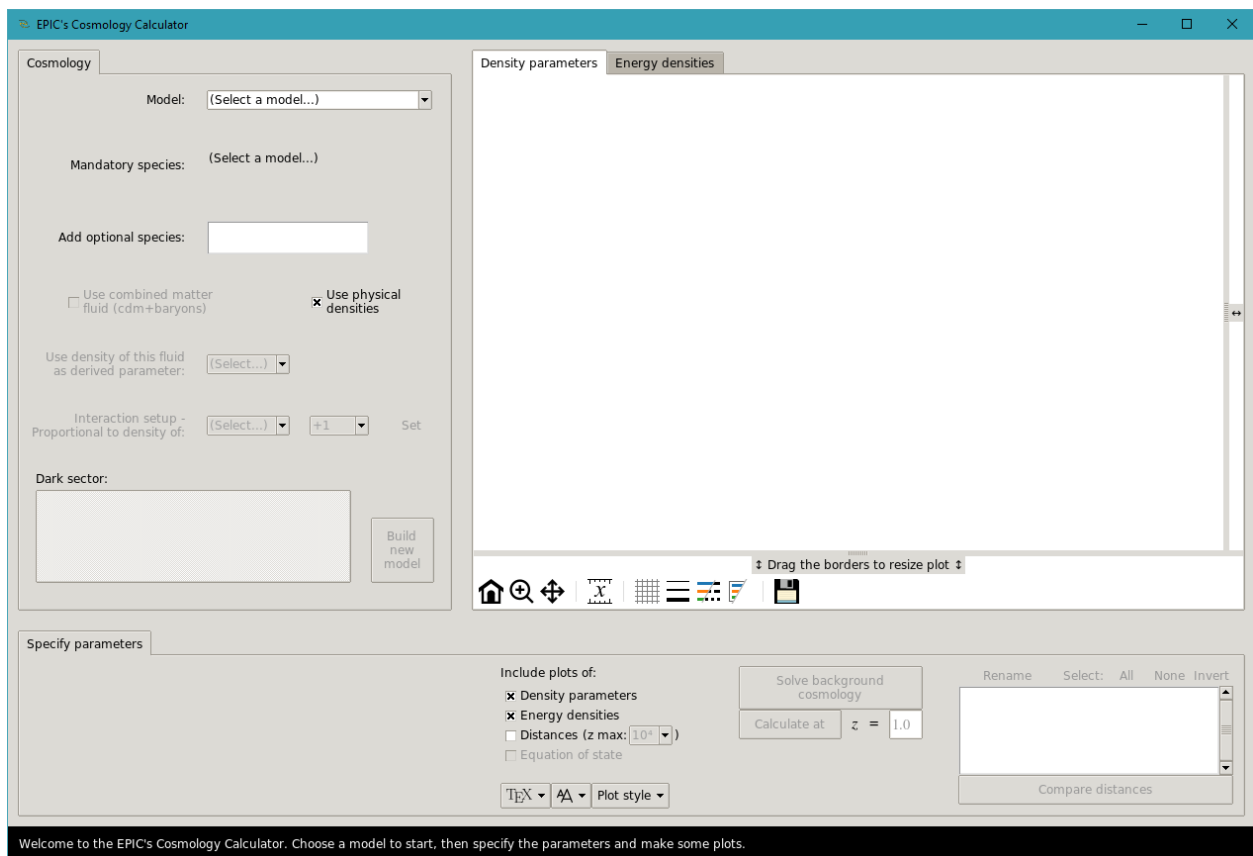 EPIC's Cosmology Calculator
Cosmology
Model:
(Select a model...)
Mandatory species:
(Select a model...)
Add optional species:
Use combined matter
fluid (cdm+baryons)
Use physical
densities
Use density of this fluid
as derived parameter:
(Select...)
Interaction setup -
Proportional to density of:
(Select...)
+1
Set
Dark sector:
Build
new
model
Density parameters
Energy densities
↔
↕ Drag the borders to resize plot ↕
x
Specify parameters
Include plots of:
Density parameters
Energy densities
Distances (z max: 10⁴ )
Equation of state
TEX
AA
Plot style
Solve background
cosmology
Calculate at
z = 1.0
Rename Select: All None Invert
Compare distances
Welcome to the EPIC's Cosmology Calculator. Choose a model to start, then specify the parameters and make some plots.